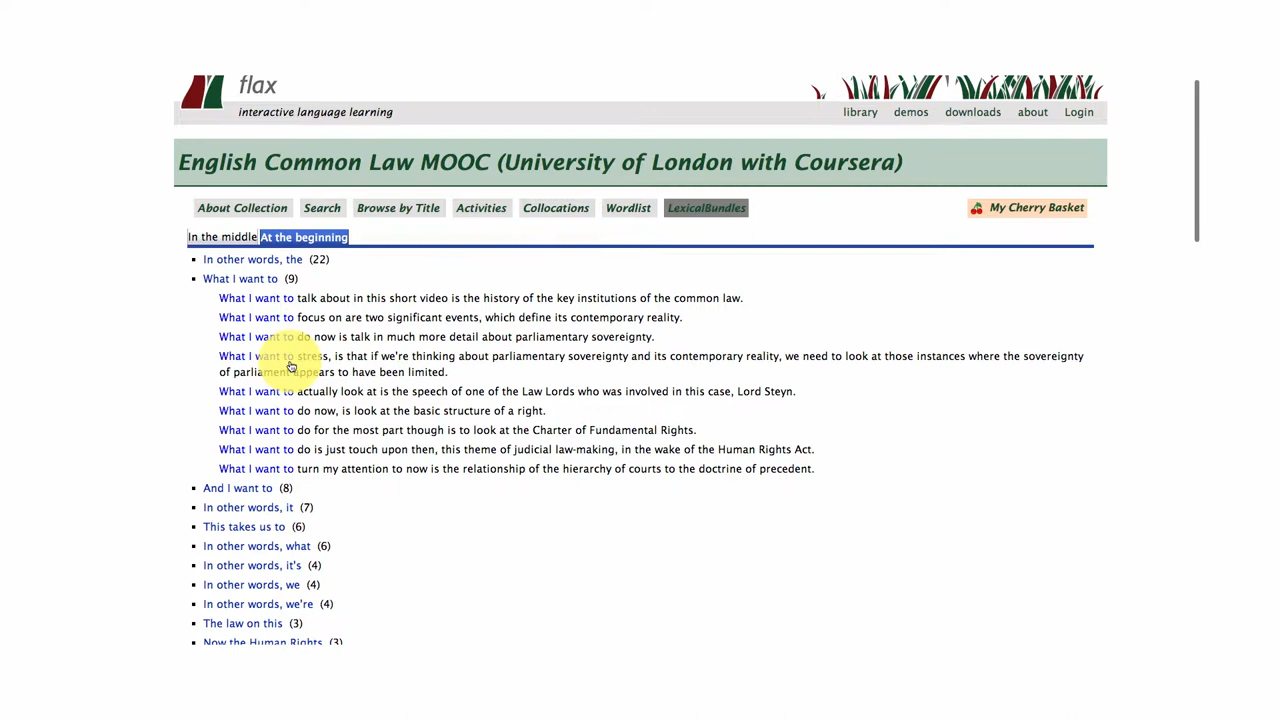 flax
interactive language learning
library demos downloads about Login
English Common Law MOOC (University of London with Coursera)
About Collection Search Browse by Title Activities Collocations Wordlist LexicalBundles My Cherry Basket
In the middle At the beginning
In other words, the (22)
What I want to (9)
What I want to talk about in this short video is the history of the key institutions of the common law.
What I want to focus on are two significant events, which define its contemporary reality.
What I want to do now is talk in much more detail about parliamentary sovereignty.
What I want to stress, is that if we're thinking about parliamentary sovereignty and its contemporary reality, we need to look at those instances where the sovereignty
of parliament appears to have been limited.
What I want to actually look at is the speech of one of the Law Lords who was involved in this case, Lord Steyn.
What I want to do now, is look at the basic structure of a right.
What I want to do for the most part though is to look at the Charter of Fundamental Rights.
What I want to do is just touch upon then, this theme of judicial law-making, in the wake of the Human Rights Act.
What I want to turn my attention to now is the relationship of the hierarchy of courts to the doctrine of precedent.
And I want to (8)
In other words, it (7)
This takes us to (6)
In other words, what (6)
In other words, it's (4)
In other words, we (4)
In other words, we're (4)
The law on this (3)
Now the Human Rights (3)